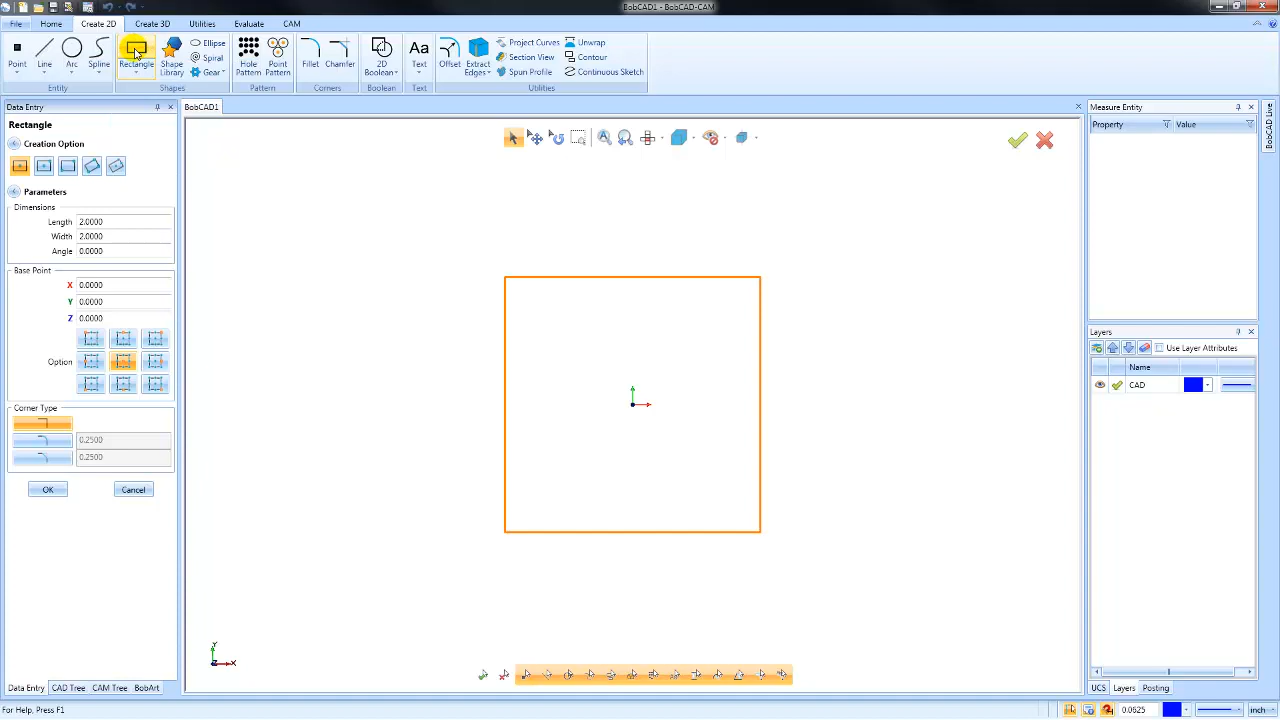 BobCAD1 - BobCAD-CAM
File
Home
Create 2D
Create 3D
Utilities
Evaluate
CAM
Point
Line
Arc
Spline
Entity
Rectangle
Shape Library
Ellipse
Spiral
Gear
Shapes
Hole Pattern
Point Pattern
Pattern
Fillet
Chamfer
Corners
2D Boolean
Boolean
Aa
Text
Text
Offset
Extract Edges
Project Curves
Section View
Spun Profile
Unwrap
Contour
Continuous Sketch
Utilities
Data Entry
Rectangle
Creation Option
Parameters
Dimensions
Length 2.0000
Width 2.0000
Angle 0.0000
Base Point
X 0.0000
Y 0.0000
Z 0.0000
Option
Corner Type
0.2500
0.2500
OK
Cancel
Data Entry
CAD Tree
CAM Tree
BobArt
BobCAD1
Y
Z
X
Measure Entity
Property
Value
BobCAD Live
Layers
Use Layer Attributes
Name
CAD
UCS
Layers
Posting
For Help, Press F1
0.0625
inch